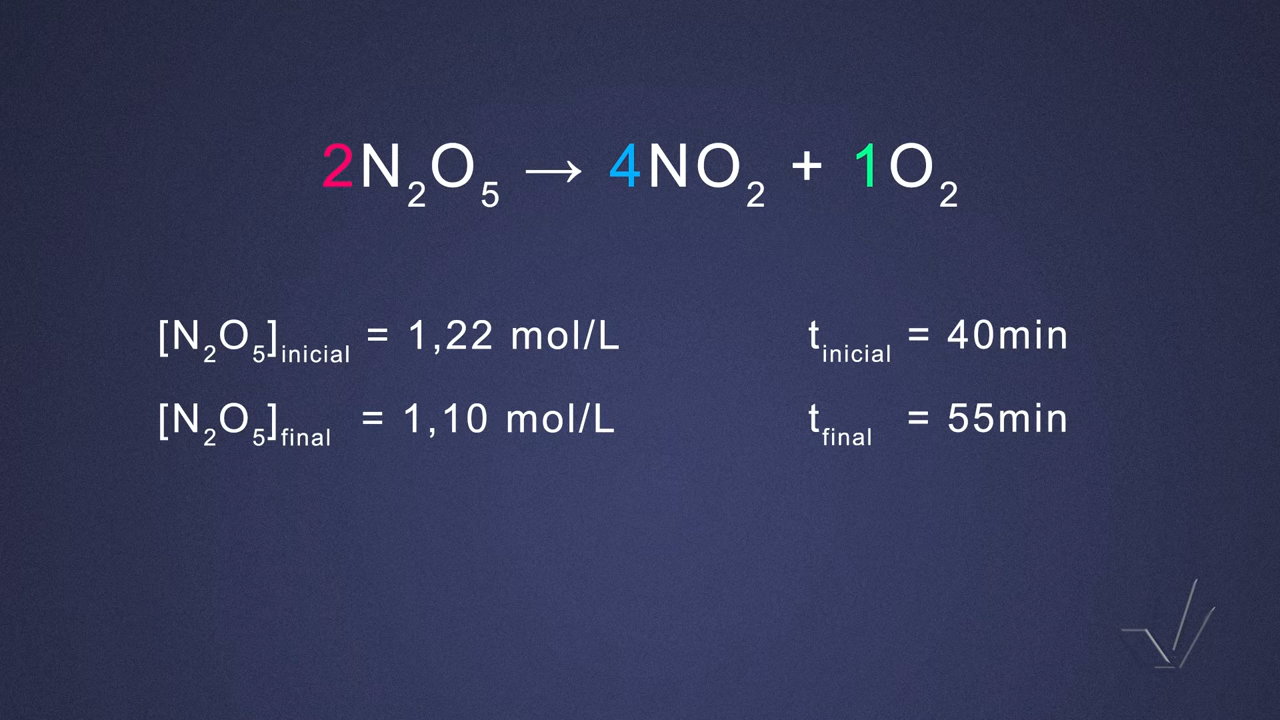 2N₂O₅ → 4NO₂ + 1O₂
[N₂O₅]inicial = 1,22 mol/L tinicial = 40min
[N₂O₅]final = 1,10 mol/L tfinal = 55min